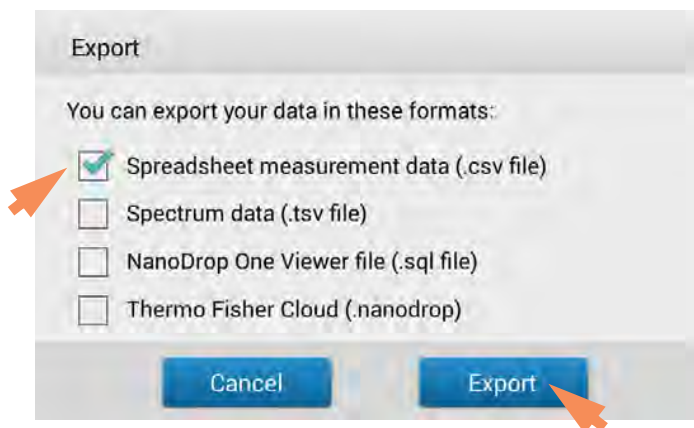 Export
You can export your data in these formats:
Spreadsheet measurement data (.csv file)
Spectrum data (.tsv file)
NanoDrop One Viewer file (.sql file)
Thermo Fisher Cloud (.nanodrop)
Cancel Export